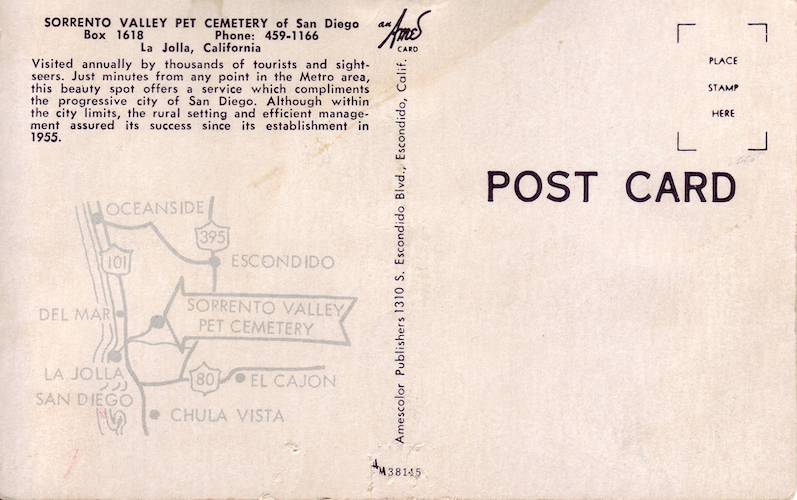 SORRENTO VALLEY PET CEMETERY of San Diego
Box 1618 Phone: 459-1166
La Jolla, California
Visited annually by thousands of tourists and sight-
seers. Just minutes from any point in the Metro area,
this beauty spot offers a service which compliments
the progressive city of San Diego. Although within
the city limits, the rural setting and efficient manage-
ment assured its success since its establishment in
1955.
an Ames
CARD
PLACE
STAMP
HERE
POST CARD
Amescolor Publishers 1310 S. Escondido Blvd., Escondido, Calif.
OCEANSIDE
395
101
ESCONDIDO
DEL MAR
SORRENTO VALLEY
PET CEMETERY
LA JOLLA
80
EL CAJON
SAN DIEGO
CHULA VISTA
AM38145